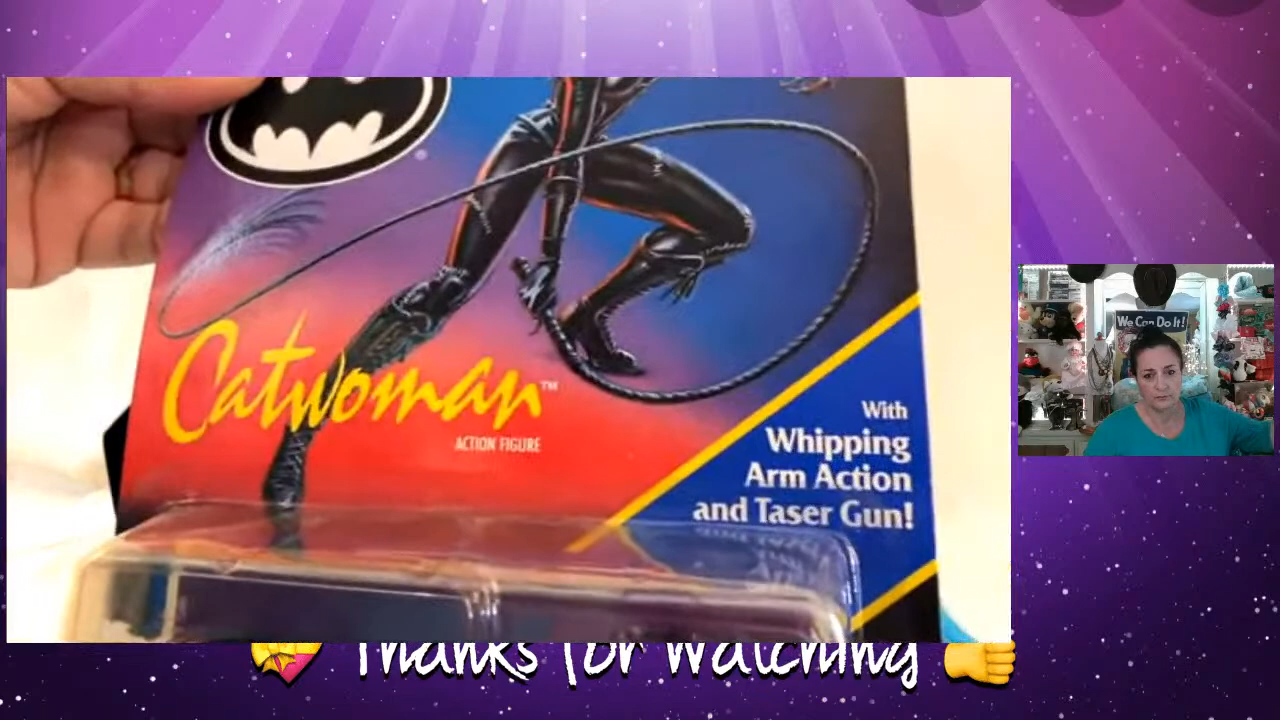 Catwoman™
ACTION FIGURE
With
Whipping
Arm Action
and Taser Gun!
We Can Do It!
Thanks for watching